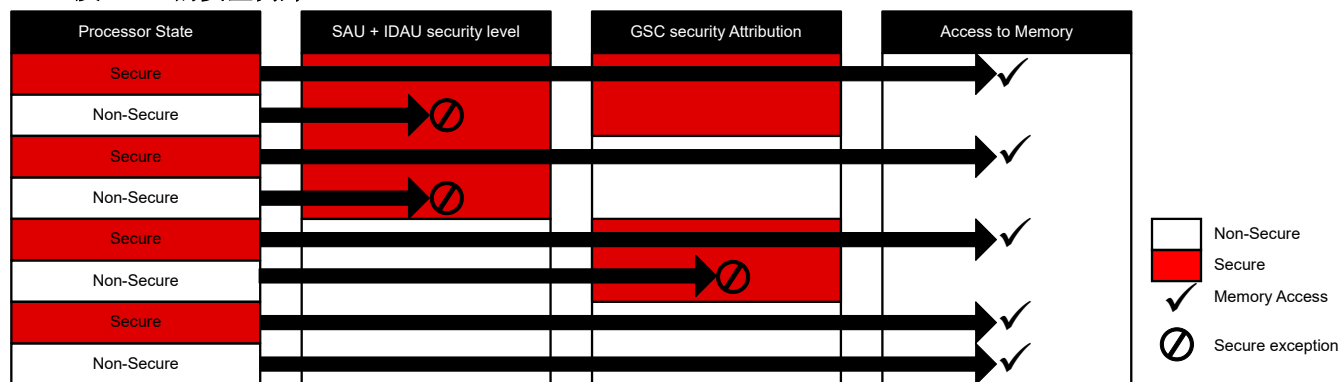 Processor State
SAU + IDAU security level
GSC security Attribution
Access to Memory
Secure
Non-Secure
Secure
Non-Secure
Secure
Non-Secure
Secure
Non-Secure
Non-Secure
Secure
Memory Access
Secure exception